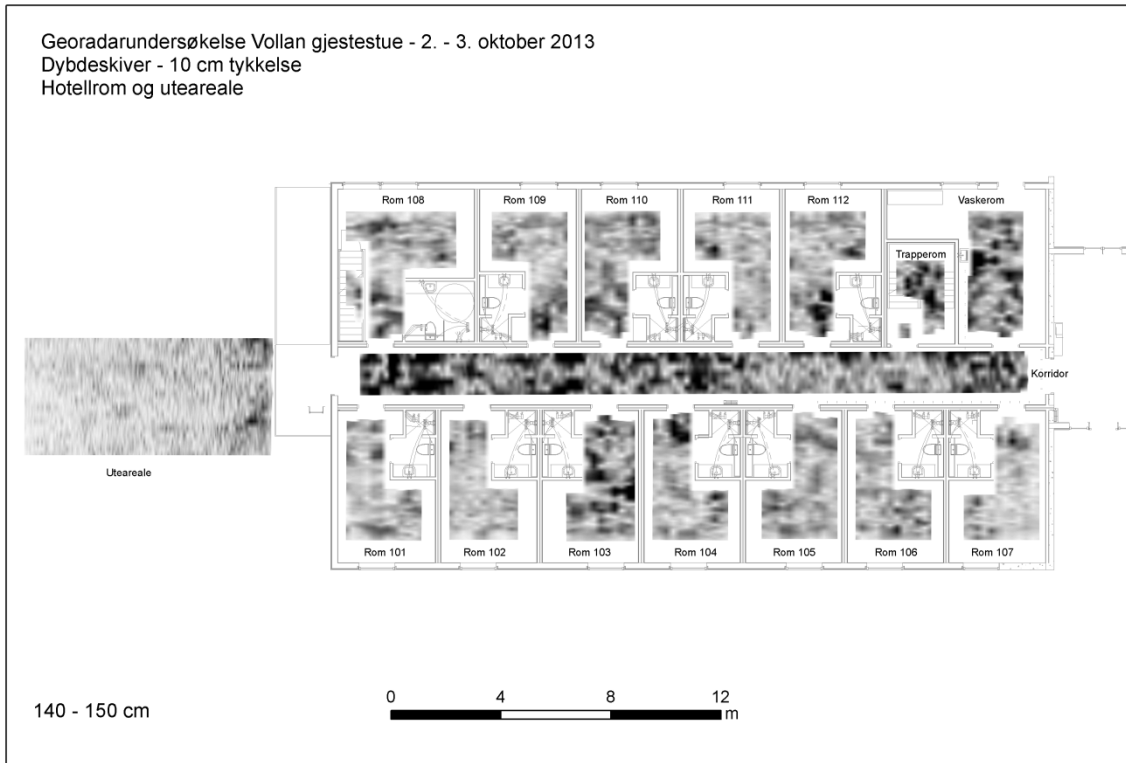 Georadarundersøkelse Vollan gjestestue - 2. - 3. oktober 2013
Dybdeskiver - 10 cm tykkelse
Hotellrom og uteareale
Rom 108
Rom 109
Rom 110
Rom 111
Rom 112
Vaskerom
Trapperom
Korridor
Uteareale
Rom 101
Rom 102
Rom 103
Rom 104
Rom 105
Rom 106
Rom 107
140 - 150 cm
0 4 8 12
m